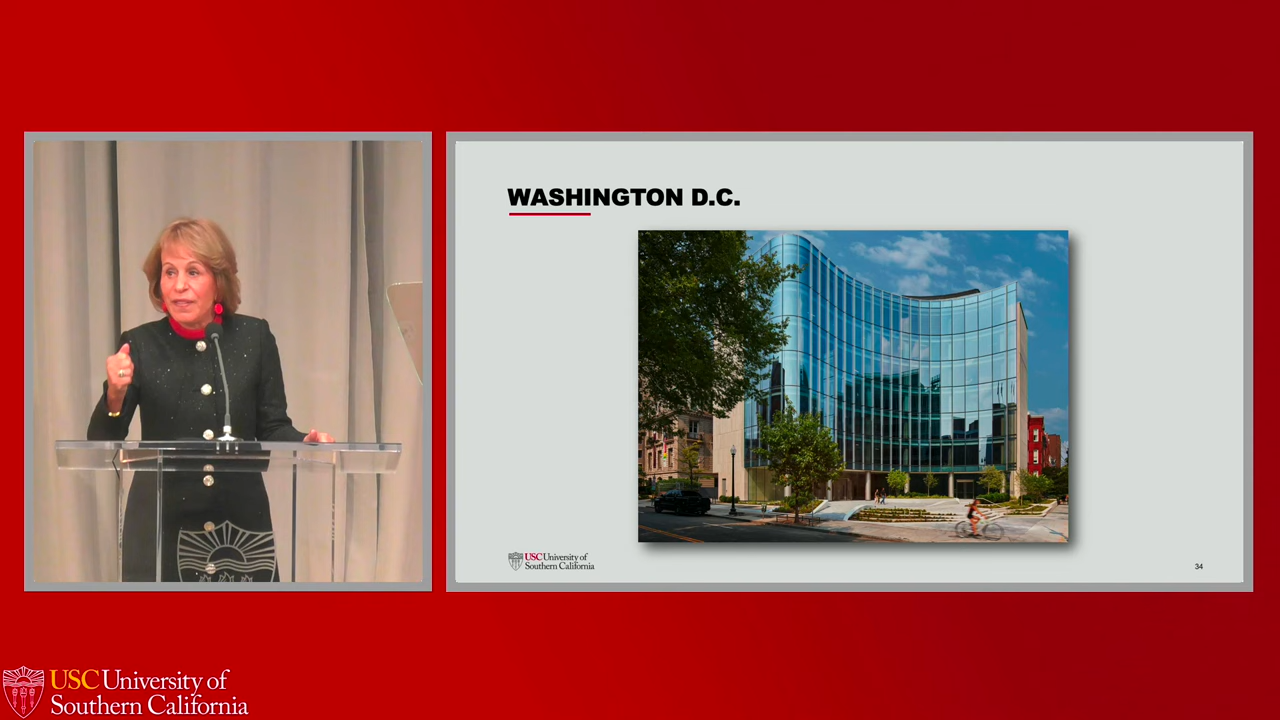 WASHINGTON D.C.
USC University of
Southern California
34
USC University of
Southern California